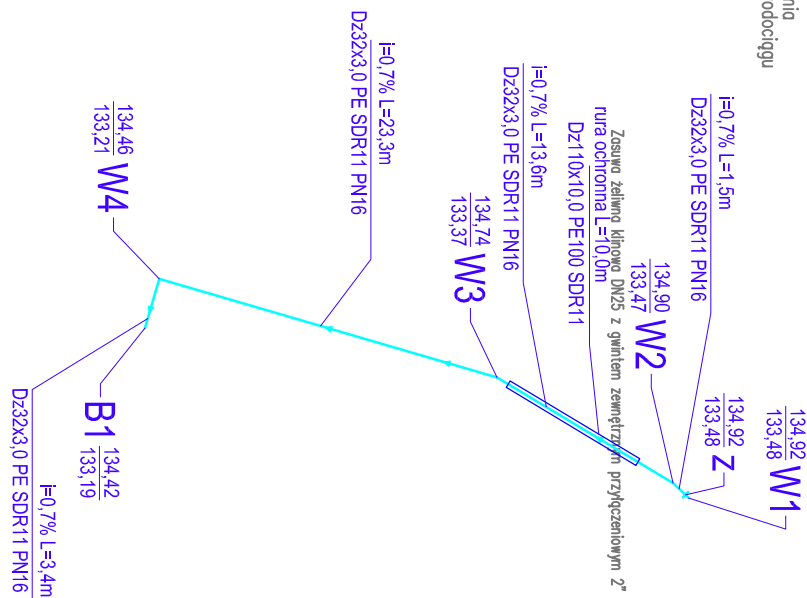 nia
odociągu
134,92
133,48
W1
134,92
133,48
Z
i=0,7% L=1,5m
Dz32x3,0 PE SDR11 PN16
134,90
133,47
W2
Zasuwa żeliwna klinowa DN25 z gwintem zewnętrznym przyłączeniowym 2"
rura ochronna L=10,0m
Dz110x10,0 PE100 SDR11
i=0,7% L=13,6m
Dz32x3,0 PE SDR11 PN16
134,74
133,37
W3
i=0,7% L=23,3m
Dz32x3,0 PE SDR11 PN16
134,46
133,21
W4
B1
134,42
133,19
i=0,7% L=3,4m
Dz32x3,0 PE SDR11 PN16